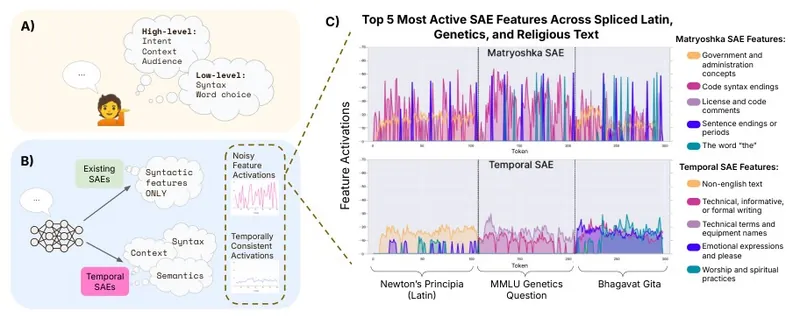 A)
...
High-level:
Intent
Context
Audience
Low-level:
Syntax
Word choice
B)
...
Existing
SAEs
Syntactic
features
ONLY
Temporal
SAEs
Context
Syntax
Semantics
Noisy
Feature
Activations
Temporally
Consistent
Activations
C)
Top 5 Most Active SAE Features Across Spliced Latin,
Genetics, and Religious Text
Feature Activations
Matryoshka SAE
Token
Temporal SAE
Token
Newton's Principia
(Latin)
MMLU Genetics
Question
Bhagavat Gita
Matryoshka SAE Features:
Government and
administration
concepts
Code syntax endings
License and code
comments
Sentence endings or
periods
The word "the"
Temporal SAE Features:
Non-english text
Technical, informative,
or formal writing
Technical terms and
equipment names
Emotional expressions
and please
Worship and spiritual
practices